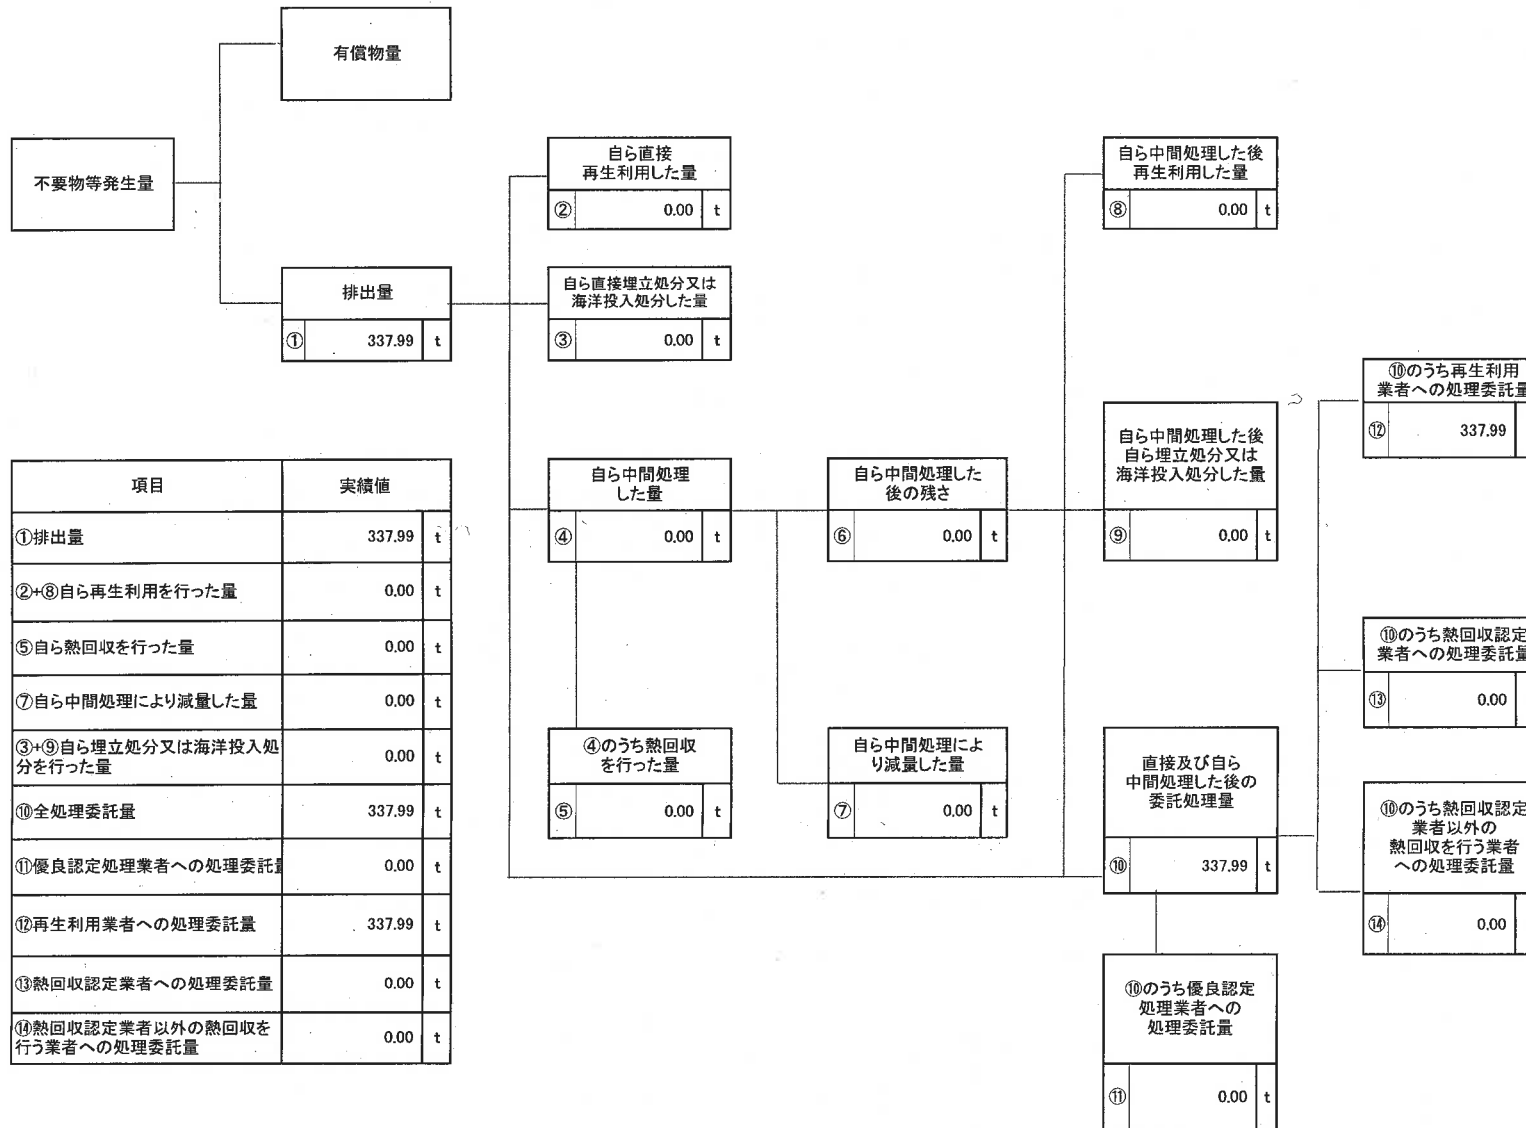 有償物量
不要物等発生量
排出量
① 337.99 t
自ら直接
再生利用した量
② 0.00 t
自ら直接埋立処分又は
海洋投入処分した量
③ 0.00 t
自ら中間処理した後
再生利用した量
⑧ 0.00 t
⑩のうち再生利用
業者への処理委託量
⑫ 337.99
自ら中間処理
した量
④ 0.00 t
自ら中間処理した
後の残さ
⑥ 0.00 t
自ら中間処理した後
自ら埋立処分又は
海洋投入処分した量
⑨ 0.00 t
⑩のうち熱回収認定
業者への処理委託量
⑬ 0.00
④のうち熱回収
を行った量
⑤ 0.00 t
自ら中間処理によ
り減量した量
⑦ 0.00 t
直接及び自ら
中間処理した後の
委託処理量
⑩ 337.99 t
⑩のうち熱回収認定
業者以外の
熱回収を行う業者
への処理委託量
⑭ 0.00
⑩のうち優良認定
処理業者への
処理委託量
⑪ 0.00 t
項目 実績値
①排出量 337.99 t
②+⑧自ら再生利用を行った量 0.00 t
⑤自ら熱回収を行った量 0.00 t
⑦自ら中間処理により減量した量 0.00 t
③+⑨自ら埋立処分又は海洋投入処
分を行った量 0.00 t
⑩全処理委託量 337.99 t
⑪優良認定処理業者への処理委託量 0.00 t
⑫再生利用業者への処理委託量 337.99 t
⑬熱回収認定業者への処理委託量 0.00 t
⑭熱回収認定業者以外の熱回収を
行う業者への処理委託量 0.00 t